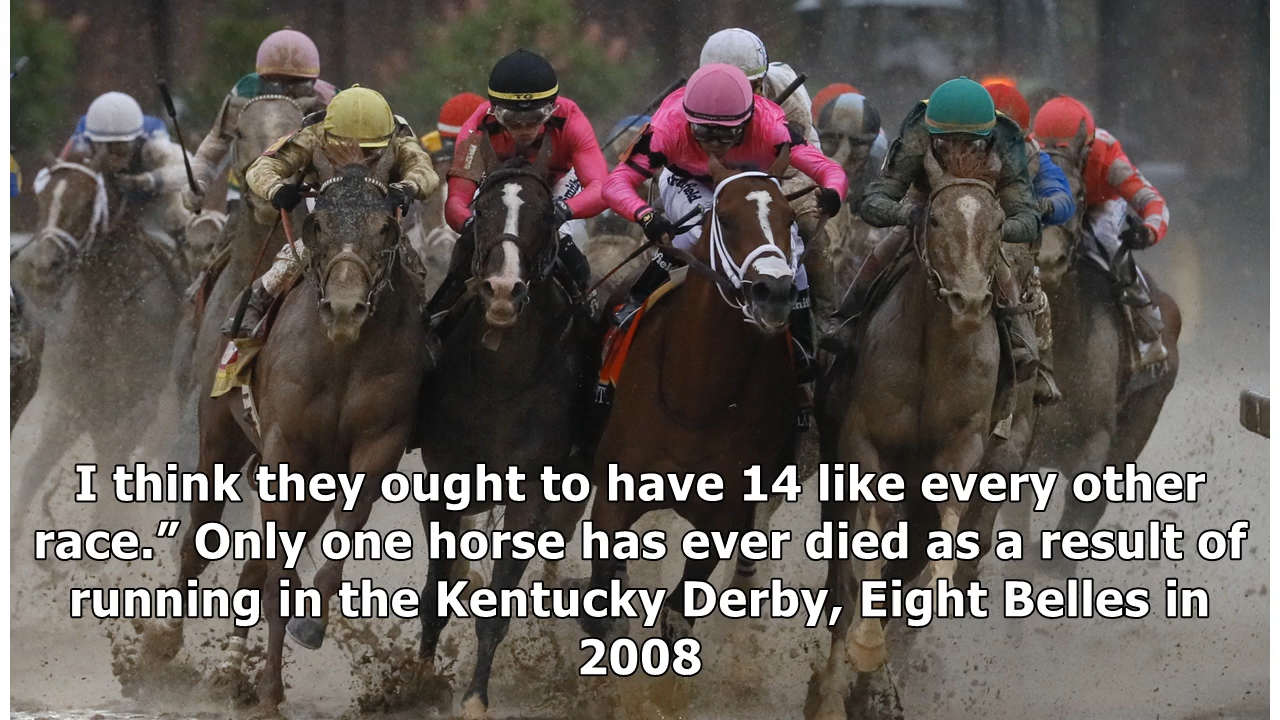 TG
I think they ought to have 14 like every other
race.” Only one horse has ever died as a result of
running in the Kentucky Derby, Eight Belles in
2008